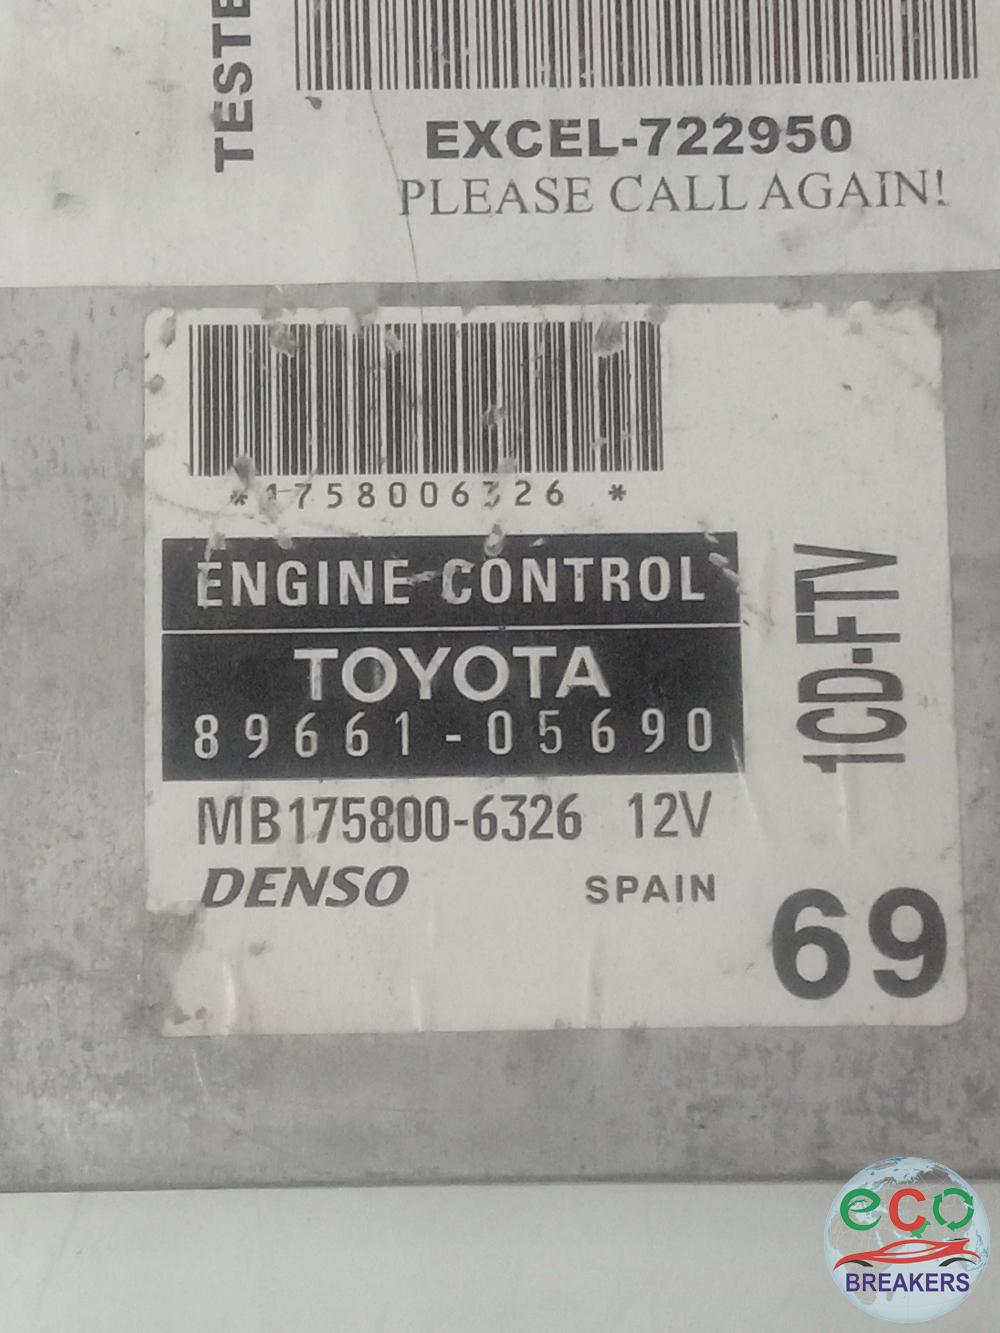 TESTE
EXCEL-722950
PLEASE CALL AGAIN!
*1758006326 *
ENGINE CONTROL
TOYOTA
89661-05690
MB175800-6326 12V
DENSO SPAIN
1CD-FTV
69
eco
BREAKERS